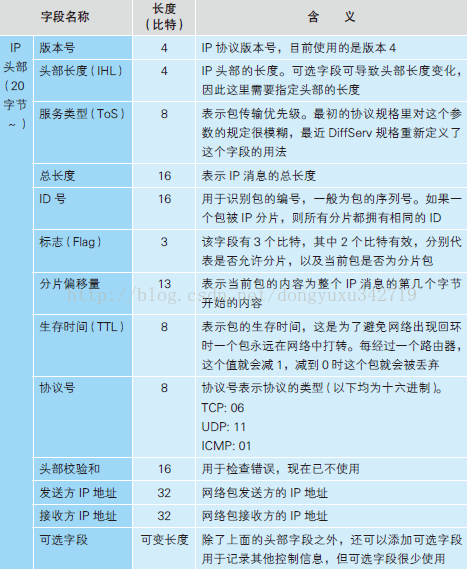 字段名称 长度(比特) 含 义
IP头部(20字节~) 版本号 4 IP 协议版本号，目前使用的是版本 4
头部长度(IHL) 4 IP 头部的长度。可选字段可导致头部长度变化，
因此这里需要指定头部的长度
服务类型(ToS) 8 表示包传输优先级。最初的协议规格里对这个参
数的规定很模糊，最近 DiffServ 规格重新定义了
这个字段的用法
总长度 16 表示 IP 消息的总长度
ID 号 16 用于识别包的编号，一般为包的序列号。如果一
个包被 IP 分片，则所有分片都拥有相同的 ID
标志(Flag) 3 该字段有 3 个比特，其中 2 个比特有效，分别代
表是否允许分片，以及当前包是否为分片包
分片偏移量 13 表示当前包的内容为整个 IP 消息的第几个字节
开始的内容
http://blog.csdn.net/dongyuxu342719
生存时间(TTL) 8 表示包的生存时间，这是为了避免网络出现回环
时一个包永远在网络中打转。每经过一个路由器，
这个值就会减 1，减到 0 时这个包就会被丢弃
协议号 8 协议号表示协议的类型(以下均为十六进制)。
TCP: 06
UDP: 11
ICMP: 01
头部校验和 16 用于检查错误，现在已不使用
发送方 IP 地址 32 网络包发送方的 IP 地址
接收方 IP 地址 32 网络包接收方的 IP 地址
可选字段 可变长度 除了上面的头部字段之外，还可以添加可选字段
用于记录其他控制信息，但可选字段很少使用